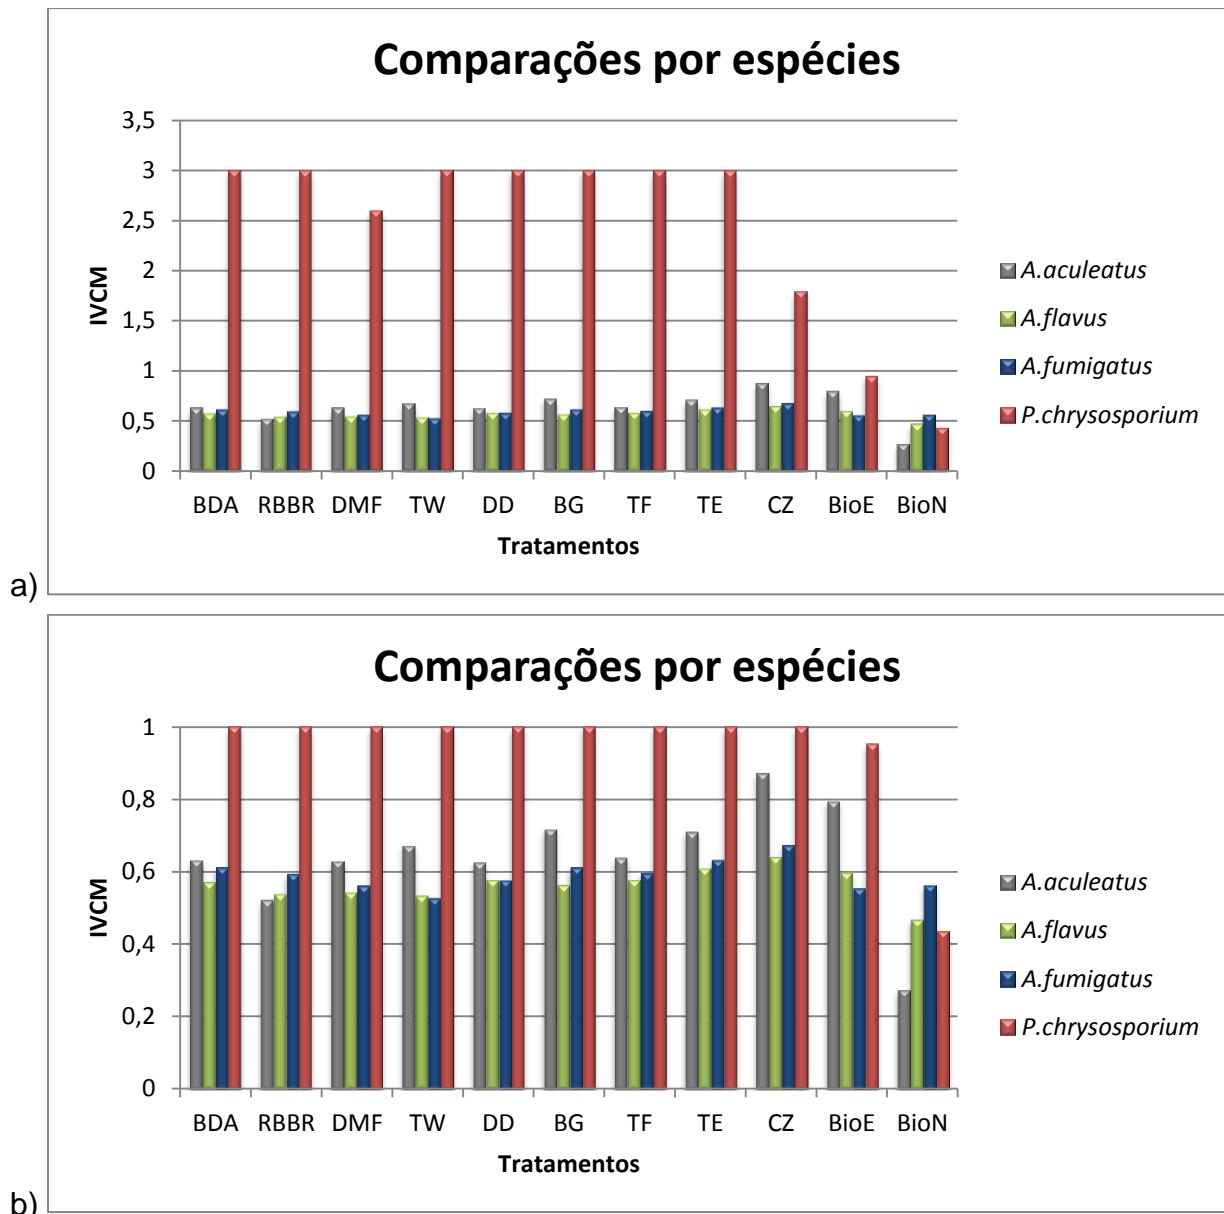 Comparações por espécies
3,5
3
2,5
2
1,5
1
0,5
0
IVCM
BDA RBBR DMF TW DD BG TF TE CZ BioE BioN
Tratamentos
A.aculeatus
A.flavus
A.fumigatus
P.chrysosporium
a)
Comparações por espécies
1
0,8
0,6
0,4
0,2
0
IVCM
BDA RBBR DMF TW DD BG TF TE CZ BioE BioN
Tratamentos
A.aculeatus
A.flavus
A.fumigatus
P.chrysosporium
b)